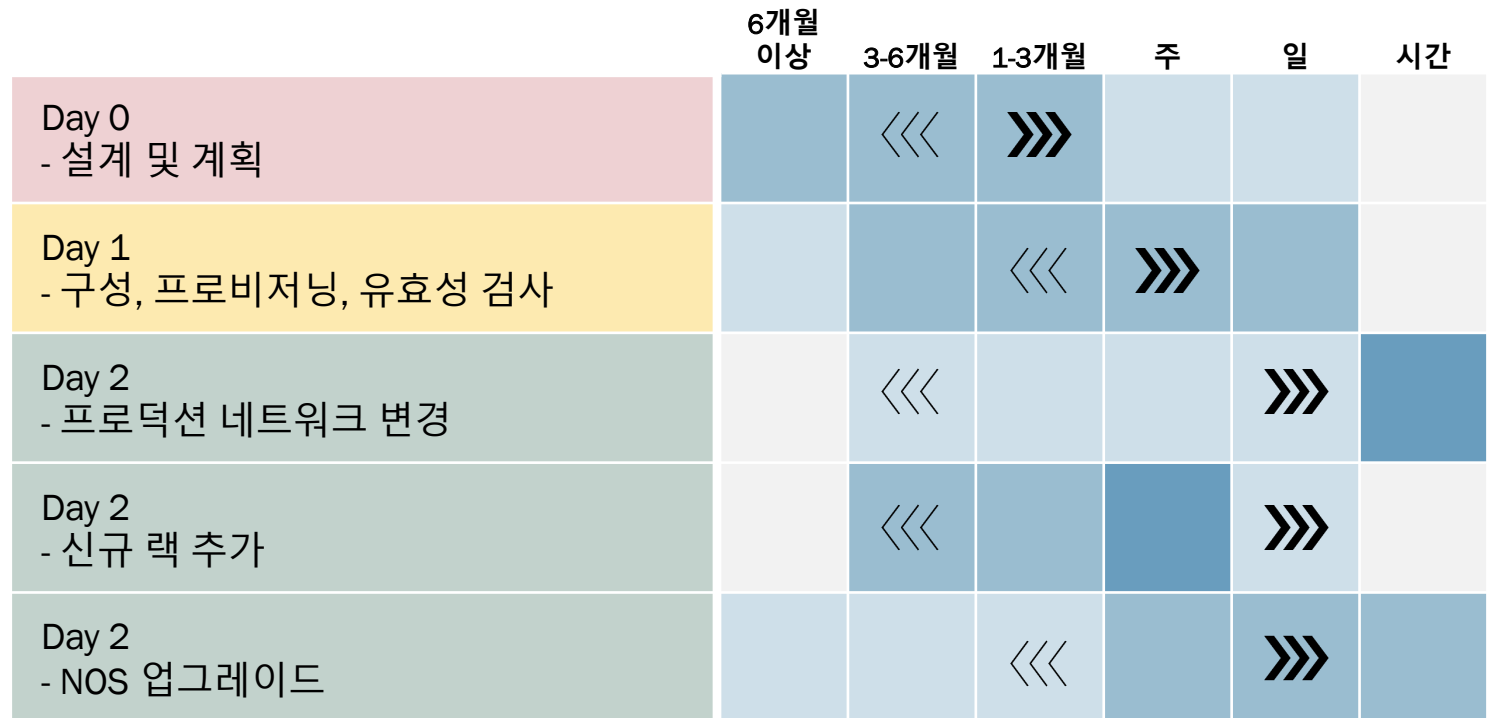 6개월
이상
3-6개월
1-3개월
주
일
시간
Day 0
- 설계 및 계획
Day 1
- 구성, 프로비저닝, 유효성 검사
Day 2
- 프로덕션 네트워크 변경
Day 2
- 신규 랙 추가
Day 2
- NOS 업그레이드